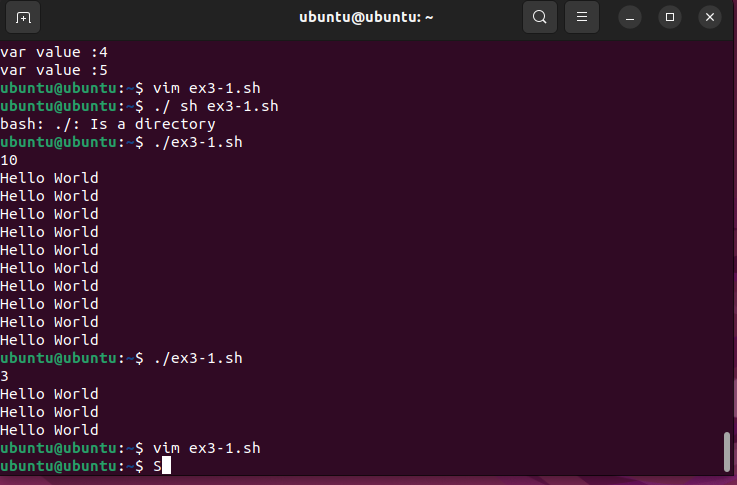 ubuntu@ubuntu: ~
var value :4
var value :5
ubuntu@ubuntu:~$ vim ex3-1.sh
ubuntu@ubuntu:~$ ./ sh ex3-1.sh
bash: ./: Is a directory
ubuntu@ubuntu:~$ ./ex3-1.sh
10
Hello World
Hello World
Hello World
Hello World
Hello World
Hello World
Hello World
Hello World
Hello World
Hello World
ubuntu@ubuntu:~$ ./ex3-1.sh
3
Hello World
Hello World
Hello World
ubuntu@ubuntu:~$ vim ex3-1.sh
ubuntu@ubuntu:~$ S